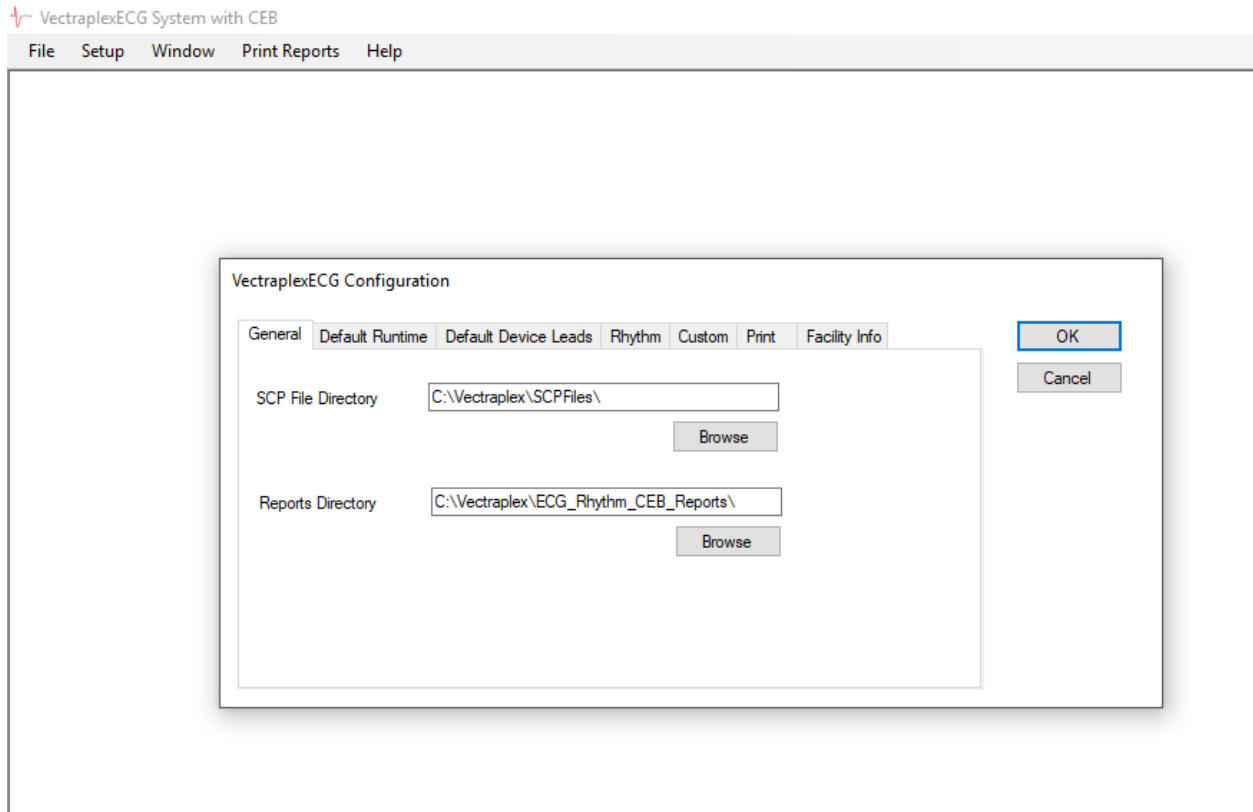 VectraplexECG System with CEB
File Setup Window Print Reports Help
VectraplexECG Configuration
General Default Runtime Default Device Leads Rhythm Custom Print Facility Info
OK
Cancel
SCP File Directory C:\Vectraplex\SCPFiles\
Browse
Reports Directory C:\Vectraplex\ECG_Rhythm_CEB_Reports\
Browse